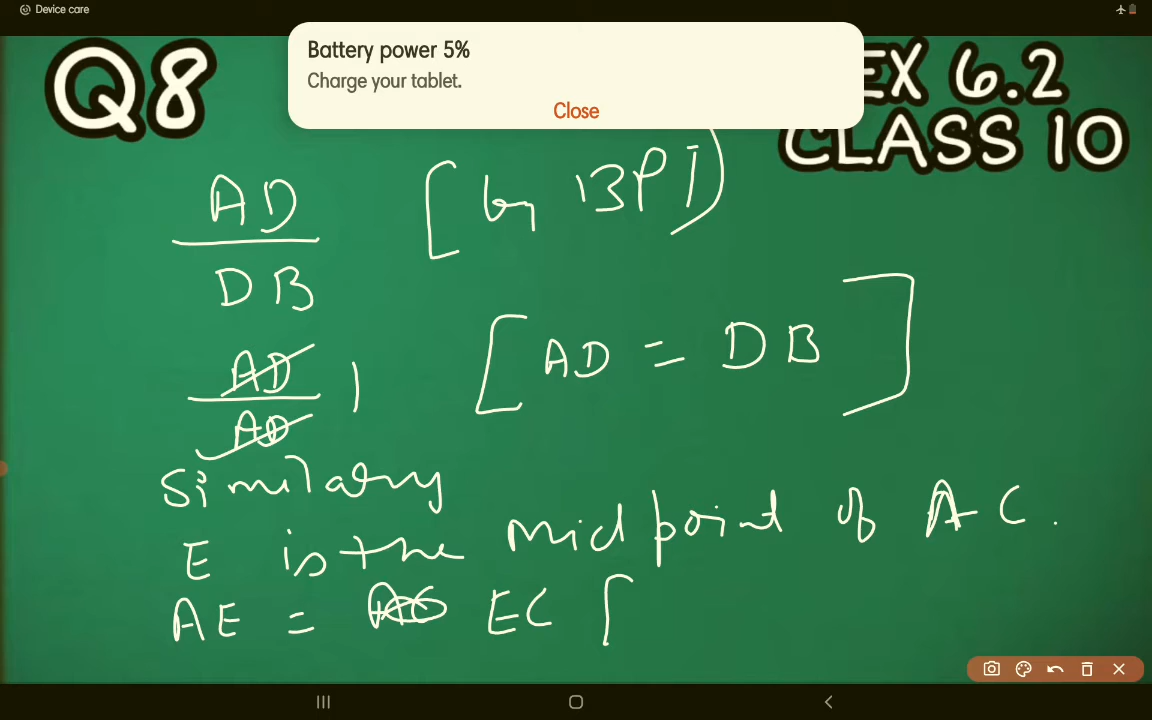 Device care
Battery power 5%
Charge your tablet.
Close
Q8
EX 6.2
CLASS 10
AD [by BPT)
DB
AD 1 [AD = DB]
AD
Similary
E is the midpoint of AC.
AE = EC [